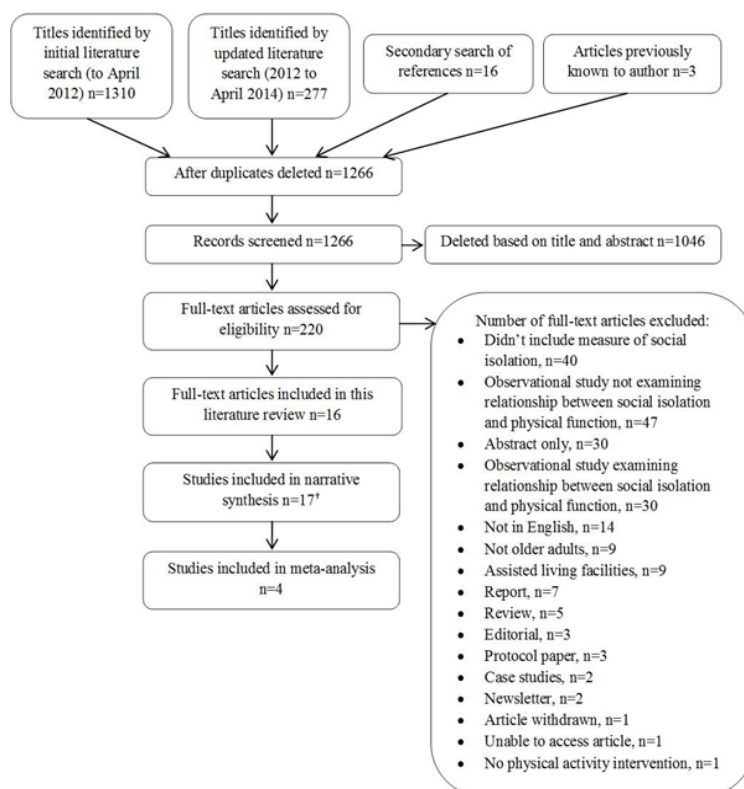 Titles identified by
initial literature
search (to April
2012) n=1310
Titles identified by
updated literature
search (2012 to
April 2014) n=277
Secondary search of
references n=16
Articles previously
known to author n=3
After duplicates deleted n=1266
Records screened n=1266
Deleted based on title and abstract n=1046
Full-text articles assessed for
eligibility n=220
Number of full-text articles excluded:
• Didn't include measure of social
isolation, n=40
• Observational study not examining
relationship between social isolation
and physical function, n=47
• Abstract only, n=30
• Observational study examining
relationship between social isolation
and physical function, n=30
• Not in English, n=14
• Not older adults, n=9
• Assisted living facilities, n=9
• Report, n=7
• Review, n=5
• Editorial, n=3
• Protocol paper, n=3
• Case studies, n=2
• Newsletter, n=2
• Article withdrawn, n=1
• Unable to access article, n=1
• No physical activity intervention, n=1
Full-text articles included in this
literature review n=16
Studies included in narrative
synthesis n=17†
Studies included in meta-analysis
n=4